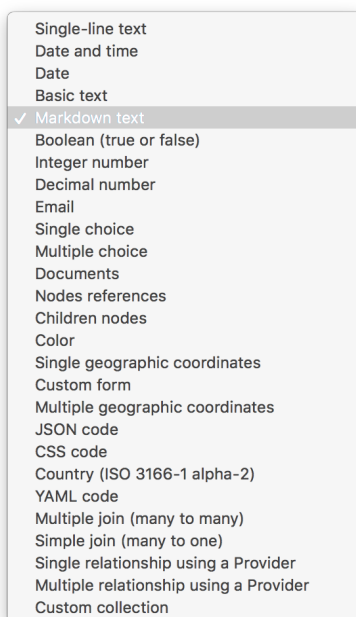 Single-line text
Date and time
Date
Basic text
✓ Markdown text
Boolean (true or false)
Integer number
Decimal number
Email
Single choice
Multiple choice
Documents
Nodes references
Children nodes
Color
Single geographic coordinates
Custom form
Multiple geographic coordinates
JSON code
CSS code
Country (ISO 3166-1 alpha-2)
YAML code
Multiple join (many to many)
Simple join (many to one)
Single relationship using a Provider
Multiple relationship using a Provider
Custom collection